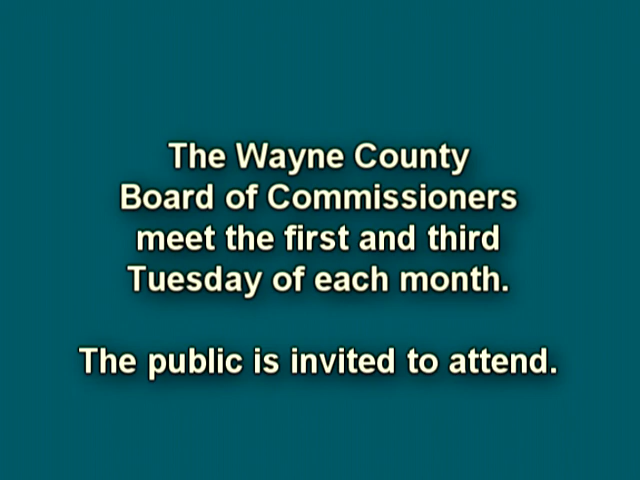 The Wayne County
Board of Commissioners
meet the first and third
Tuesday of each month.
The public is invited to attend.